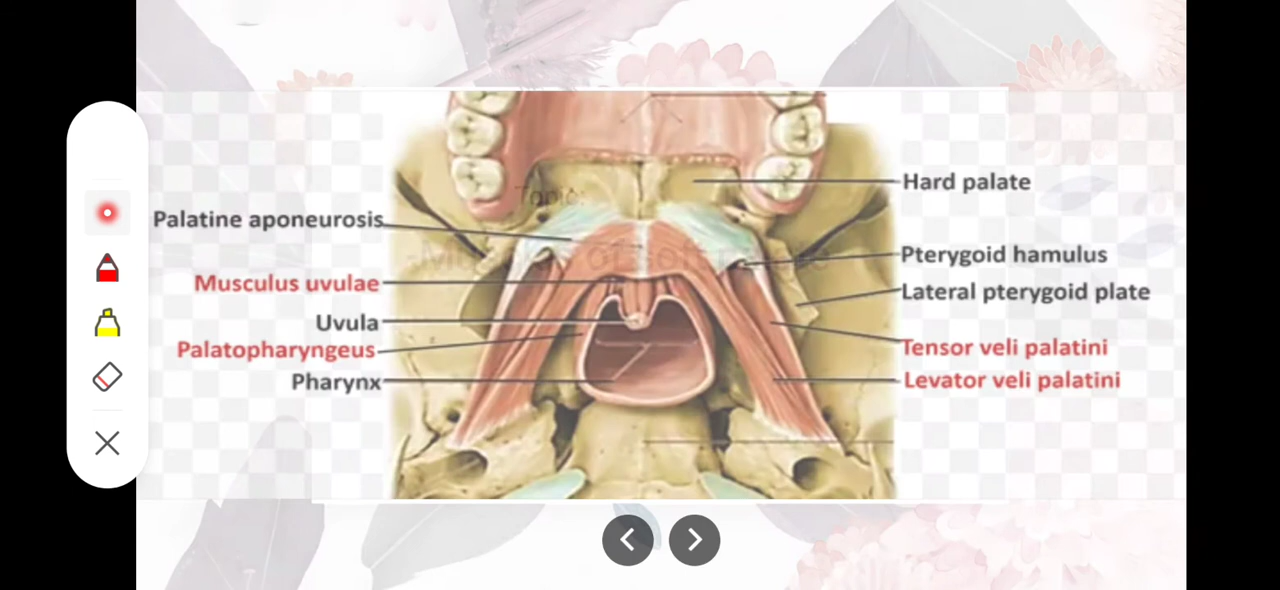 Topic:
Hard palate
Palatine aponeurosis
Pterygoid hamulus
Musculus uvulae
Lateral pterygoid plate
Uvula
Tensor veli palatini
Palatopharyngeus
Levator veli palatini
Pharynx